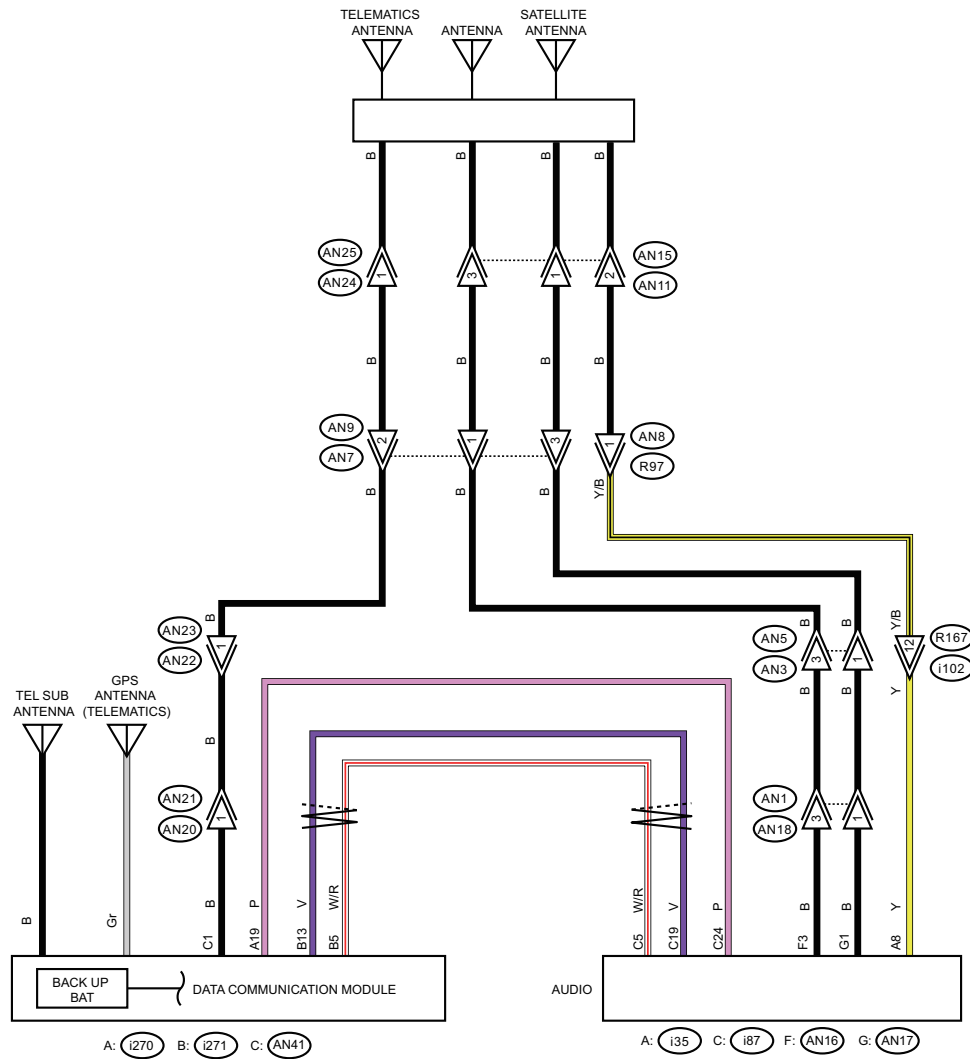 TELEMATICS
ANTENNA
ANTENNA
SATELLITE
ANTENNA
B B B B
AN25 AN15
1 3 1 2
AN24 AN11
B B B B
AN9 AN8
2 1 3 1
AN7 R97
B B B Y/B
B B B Y/B
AN23 AN5 R167
1 3 1 12
AN22 AN3 i102
TEL SUB
ANTENNA
GPS
ANTENNA
(TELEMATICS)
B B B Y
AN21 AN1
1 3 1
AN20 AN18
B Gr B P V W/R W/R V P B B Y
C1 A19 B13 B5 C5 C19 C24 F3 G1 A8
BACK UP
BAT
DATA COMMUNICATION MODULE
AUDIO
A: i270 B: i271 C: AN41
A: i35 C: i87 F: AN16 G: AN17